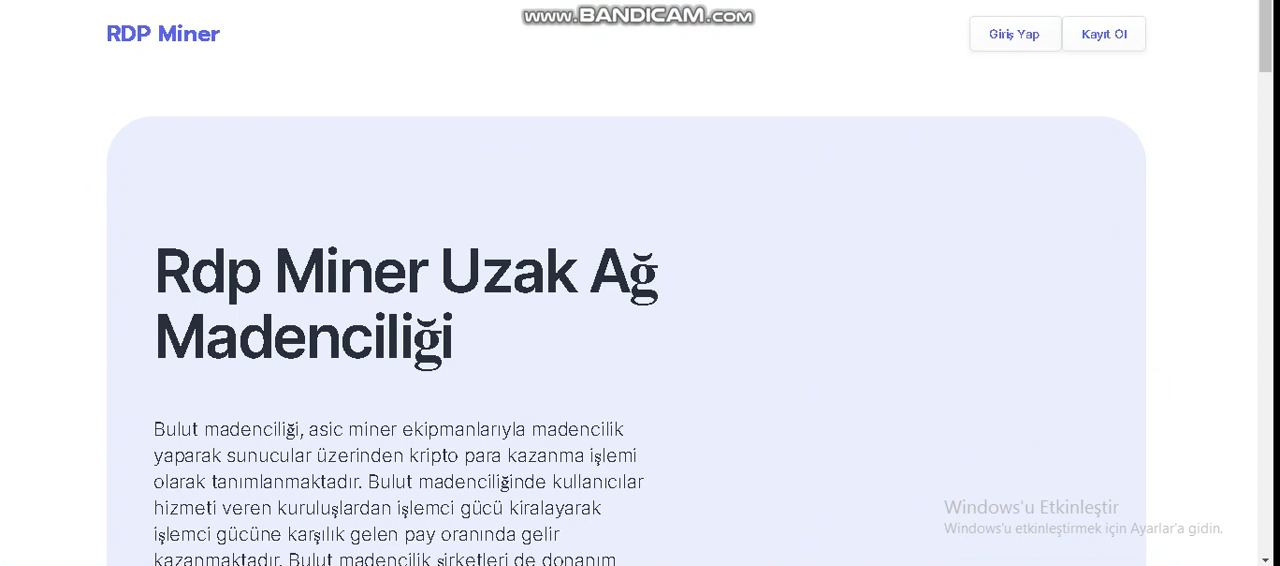 www.BANDICAM.com
RDP Miner
Giriş Yap
Kayıt Ol
Rdp Miner Uzak Ağ
Madenciliği
Bulut madenciliği, asic miner ekipmanlarıyla madencilik
yaparak sunucular üzerinden kripto para kazanma işlemi
olarak tanımlanmaktadır. Bulut madenciliğinde kullanıcılar
hizmeti veren kuruluşlardan işlemci gücü kiralayarak
işlemci gücüne karşılık gelen pay oranında gelir
kazanmaktadır. Bulut madencilik şirketleri de donanım
Windows'u Etkinleştir
Windows'u etkinleştirmek için Ayarlar'a gidin.